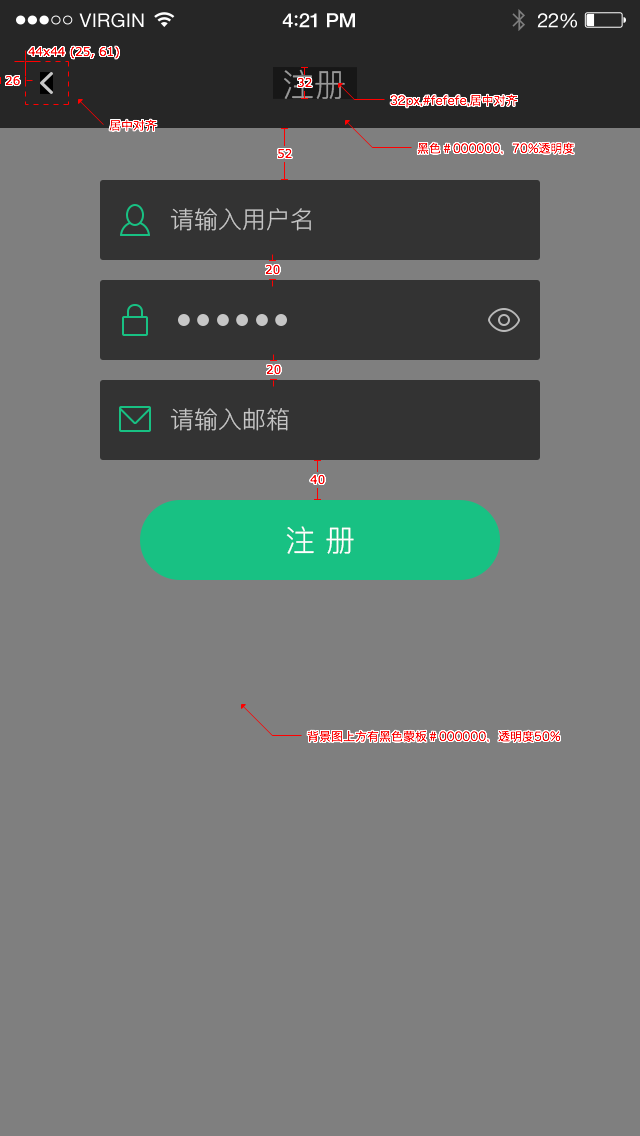 VIRGIN 4:21 PM 22%
44x44 (25, 61)
26
注册
32
32px,#fefefe,居中对齐
居中对齐
黑色#000000、70%透明度
52
请输入用户名
20
20
请输入邮箱
40
注 册
背景图上方有黑色蒙板#000000、透明度50%